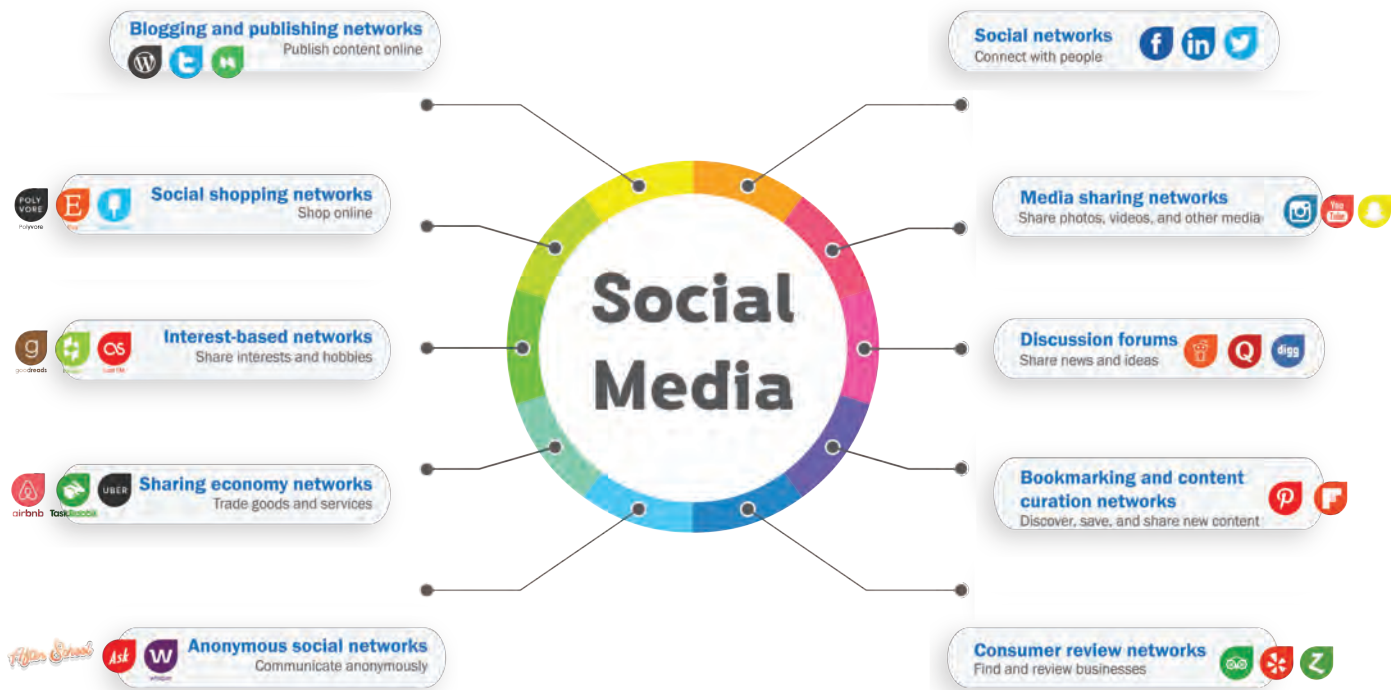 Blogging and publishing networks
Publish content online
Social networks
Connect with people
f in
Social shopping networks
Shop online
POLY
VORE
E
Polyvore
Media sharing networks
Share photos, videos, and other media
You
Tube
Social
Media
Interest-based networks
Share interests and hobbies
g
goodreads
Discussion forums
Share news and ideas
Q
digg
Sharing economy networks
Trade goods and services
UBER
airbnb
Bookmarking and content
curation networks
Discover, save, and share new content
After School
Ask
Anonymous social networks
Communicate anonymously
Consumer review networks
Find and review businesses